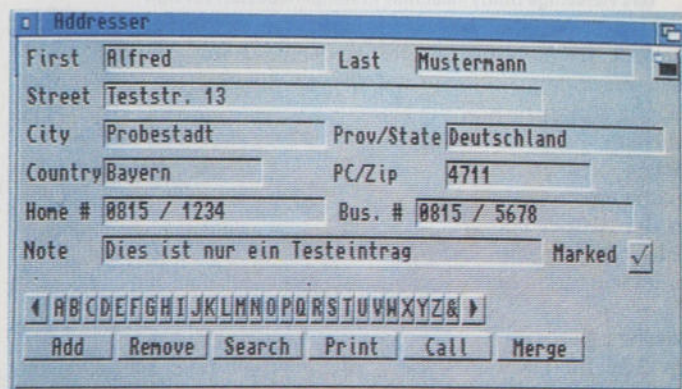 Addresser
First Alfred Last Mustermann
Street Teststr. 13
City Probestadt Prov/State Deutschland
Country Bayern PC/Zip 4711
Home # 0815 / 1234 Bus. # 0815 / 5678
Note Dies ist nur ein Testeintrag Marked √
ABCDEFGHIJKLMNOPQRSTUVWXYZ&
Add Remove Search Print Call Merge